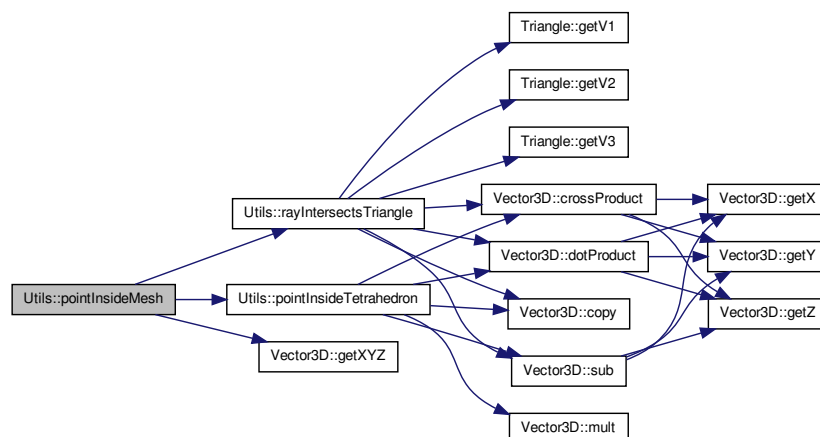 Triangle::getV1
Triangle::getV2
Triangle::getV3
Utils::rayIntersectsTriangle
Vector3D::crossProduct
Vector3D::getX
Vector3D::dotProduct
Vector3D::getY
Utils::pointInsideMesh
Utils::pointInsideTetrahedron
Vector3D::copy
Vector3D::getZ
Vector3D::getXYZ
Vector3D::sub
Vector3D::mult